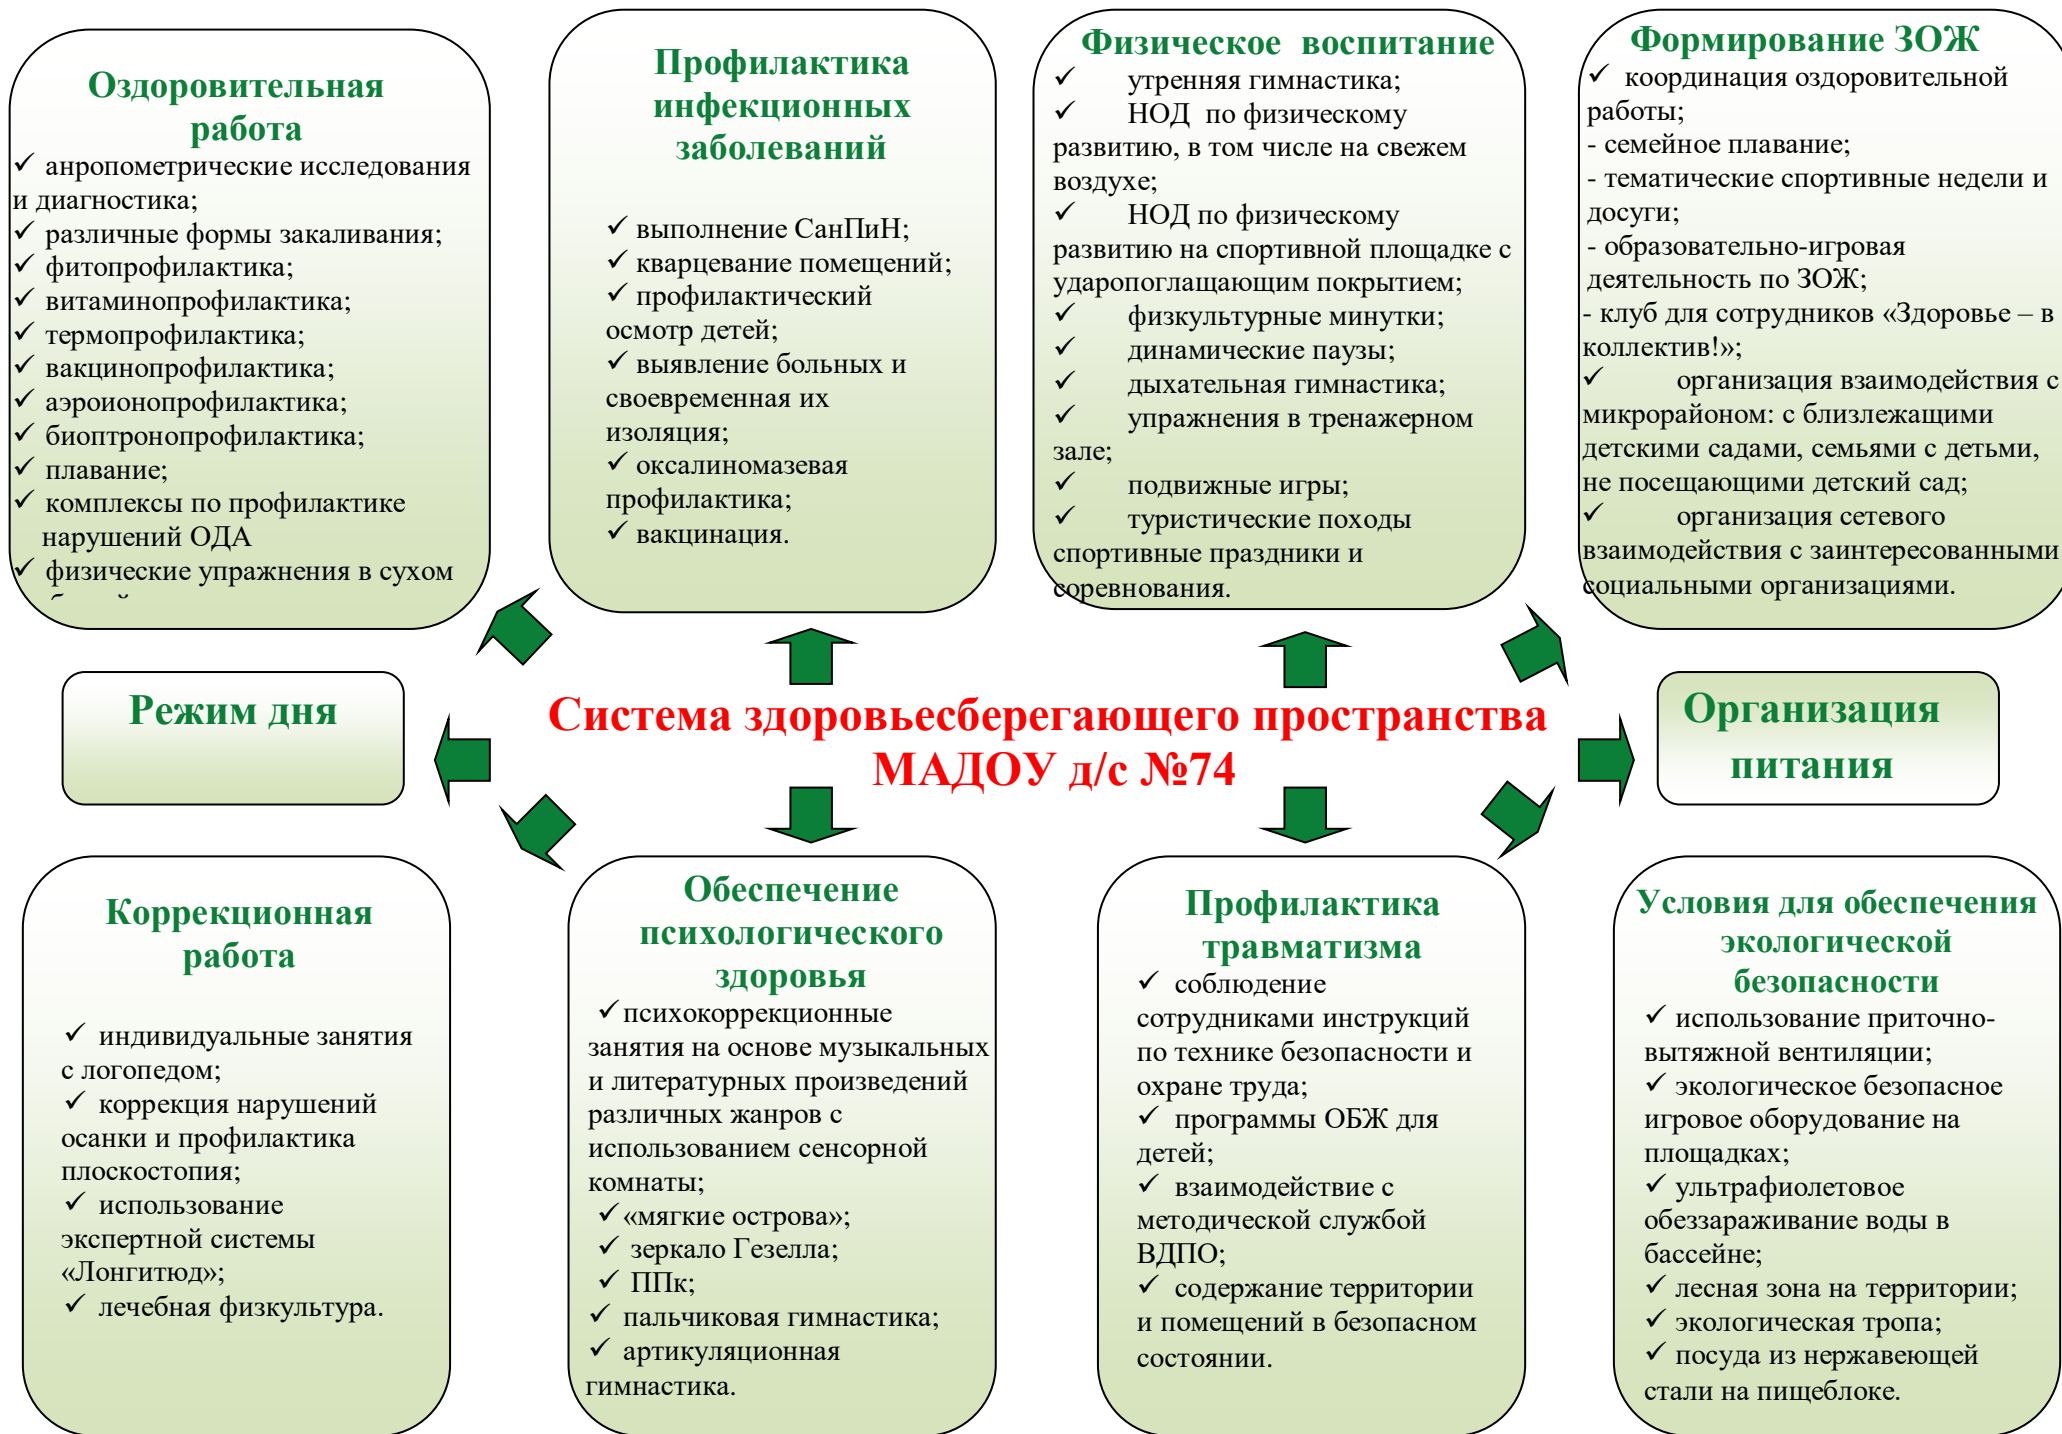 Оздоровительная
работа
✓ анропометрические исследования
и диагностика;
✓ различные формы закаливания;
✓ фитопрофилактика;
✓ витаминопрофилактика;
✓ термопрофилактика;
✓ вакцинопрофилактика;
✓ аэроионопрофилактика;
✓ биоптронопрофилактика;
✓ плавание;
✓ комплексы по профилактике
нарушений ОДА
✓ физические упражнения в сухом
Профилактика
инфекционных
заболеваний
✓ выполнение СанПиН;
✓ кварцевание помещений;
✓ профилактический
осмотр детей;
✓ выявление больных и
своевременная их
изоляция;
✓ оксалиномазевая
профилактика;
✓ вакцинация.
Физическое воспитание
✓ утренняя гимнастика;
✓ НОД по физическому
развитию, в том числе на свежем
воздухе;
✓ НОД по физическому
развитию на спортивной площадке с
ударопоглащающим покрытием;
✓ физкультурные минутки;
✓ динамические паузы;
✓ дыхательная гимнастика;
✓ упражнения в тренажерном
зале;
✓ подвижные игры;
✓ туристические походы
спортивные праздники и
соревнования.
Формирование ЗОЖ
✓ координация оздоровительной
работы;
- семейное плавание;
- тематические спортивные недели и
досуги;
- образовательно-игровая
деятельность по ЗОЖ;
- клуб для сотрудников «Здоровье – в
коллектив!»;
✓ организация взаимодействия с
микрорайоном: с близлежащими
детскими садами, семьями с детьми,
не посещающими детский сад;
✓ организация сетевого
взаимодействия с заинтересованными
социальными организациями.
Режим дня
Система здоровьесберегающего пространства
МАДОУ д/с №74
Организация
питания
Коррекционная
работа
✓ индивидуальные занятия
с логопедом;
✓ коррекция нарушений
осанки и профилактика
плоскостопия;
✓ использование
экспертной системы
«Лонгитюд»;
✓ лечебная физкультура.
Обеспечение
психологического
здоровья
✓ психокоррекционные
занятия на основе музыкальных
и литературных произведений
различных жанров с
использованием сенсорной
комнаты;
✓ «мягкие острова»;
✓ зеркало Гезелла;
✓ ППк;
✓ пальчиковая гимнастика;
✓ артикуляционная
гимнастика.
Профилактика
травматизма
✓ соблюдение
сотрудниками инструкций
по технике безопасности и
охране труда;
✓ программы ОБЖ для
детей;
✓ взаимодействие с
методической службой
ВДПО;
✓ содержание территории
и помещений в безопасном
состоянии.
Условия для обеспечения
экологической
безопасности
✓ использование приточно-
вытяжной вентиляции;
✓ экологическое безопасное
игровое оборудование на
площадках;
✓ ультрафиолетовое
обеззараживание воды в
бассейне;
✓ лесная зона на территории;
✓ экологическая тропа;
✓ посуда из нержавеющей
стали на пищеблоке.